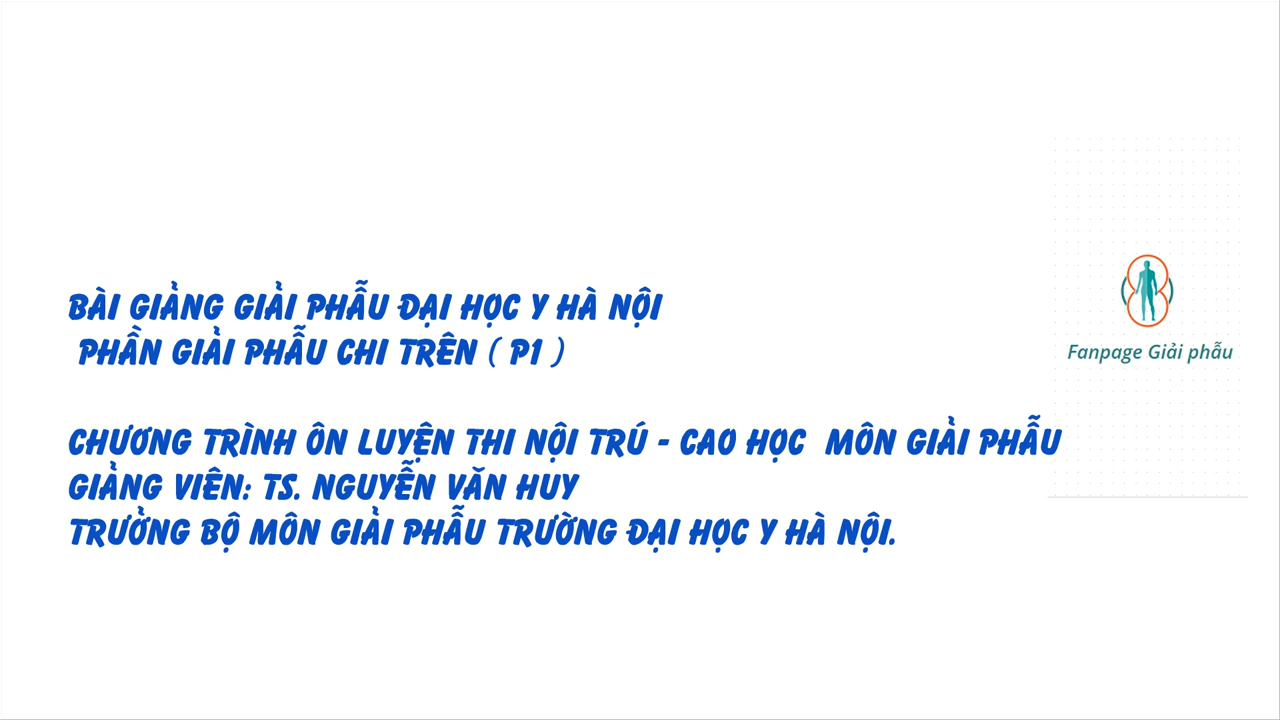 BÀI GIẢNG GIẢI PHẪU ĐẠI HỌC Y HÀ NỘI
PHẦN GIẢI PHẪU CHI TRÊN ( P1 )
Fanpage Giải phẫu
CHƯƠNG TRÌNH ÔN LUYỆN THI NỘI TRÚ - CAO HỌC MÔN GIẢI PHẪU
GIẢNG VIÊN: TS. NGUYỄN VĂN HUY
TRƯỞNG BỘ MÔN GIẢI PHẪU TRƯỜNG ĐẠI HỌC Y HÀ NỘI.